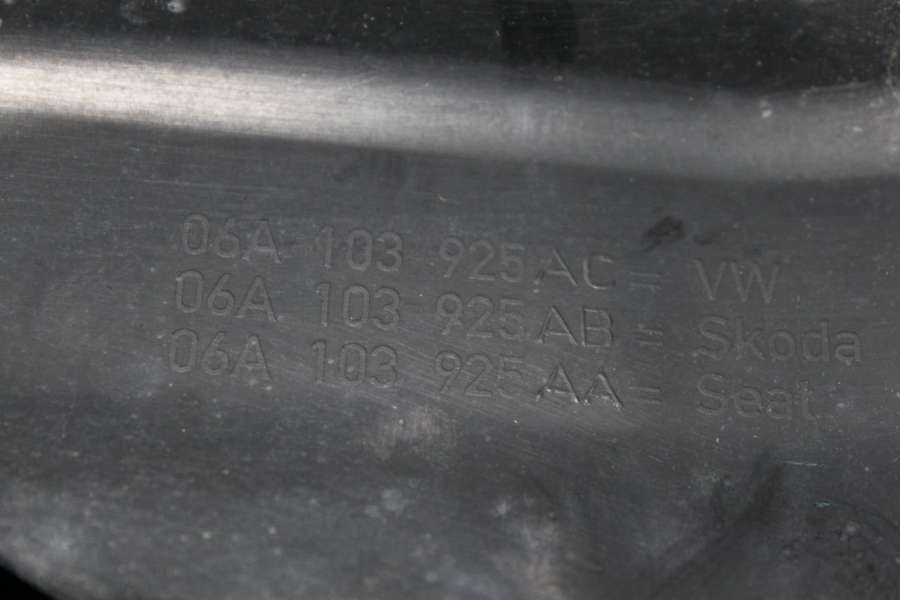 06A 103 925 AC = VW
06A 103 925 AB = Skoda
06A 103 925 AA = Seat